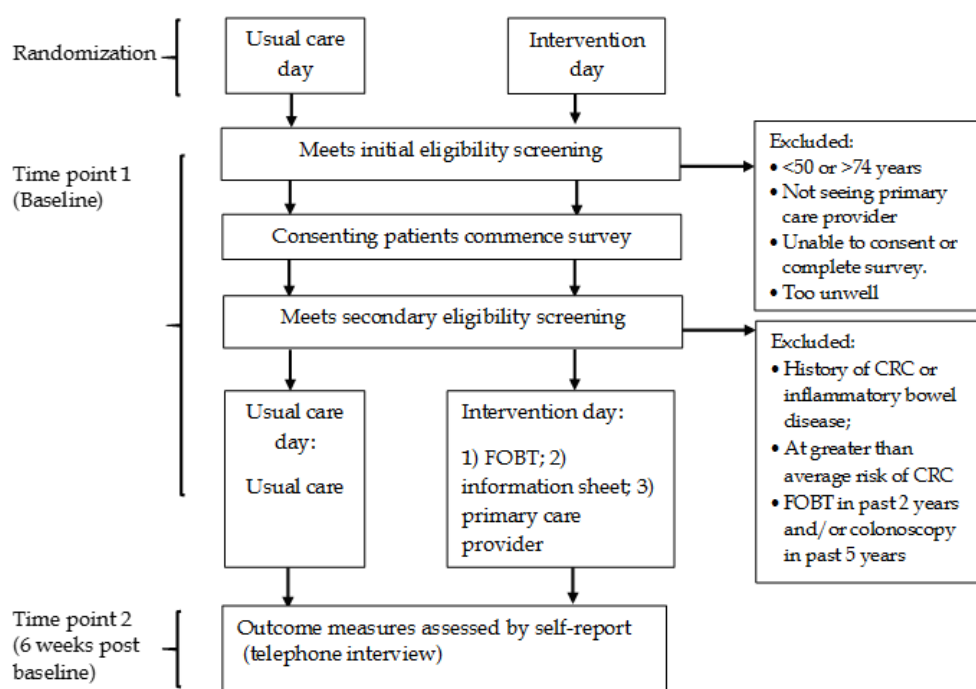 Randomization
Usual care
day
Intervention
day
Time point 1
(Baseline)
Meets initial eligibility screening
Excluded:
• <50 or >74 years
• Not seeing primary
care provider
• Unable to consent or
complete survey.
• Too unwell
Consenting patients commence survey
Meets secondary eligibility screening
Excluded:
• History of CRC or
inflammatory bowel
disease;
• At greater than
average risk of CRC
• FOBT in past 2 years
and/or colonoscopy
in past 5 years
Usual care
day:
Usual care
Intervention day:
1) FOBT; 2)
information sheet; 3)
primary care
provider
Time point 2
(6 weeks post
baseline)
Outcome measures assessed by self-report
(telephone interview)